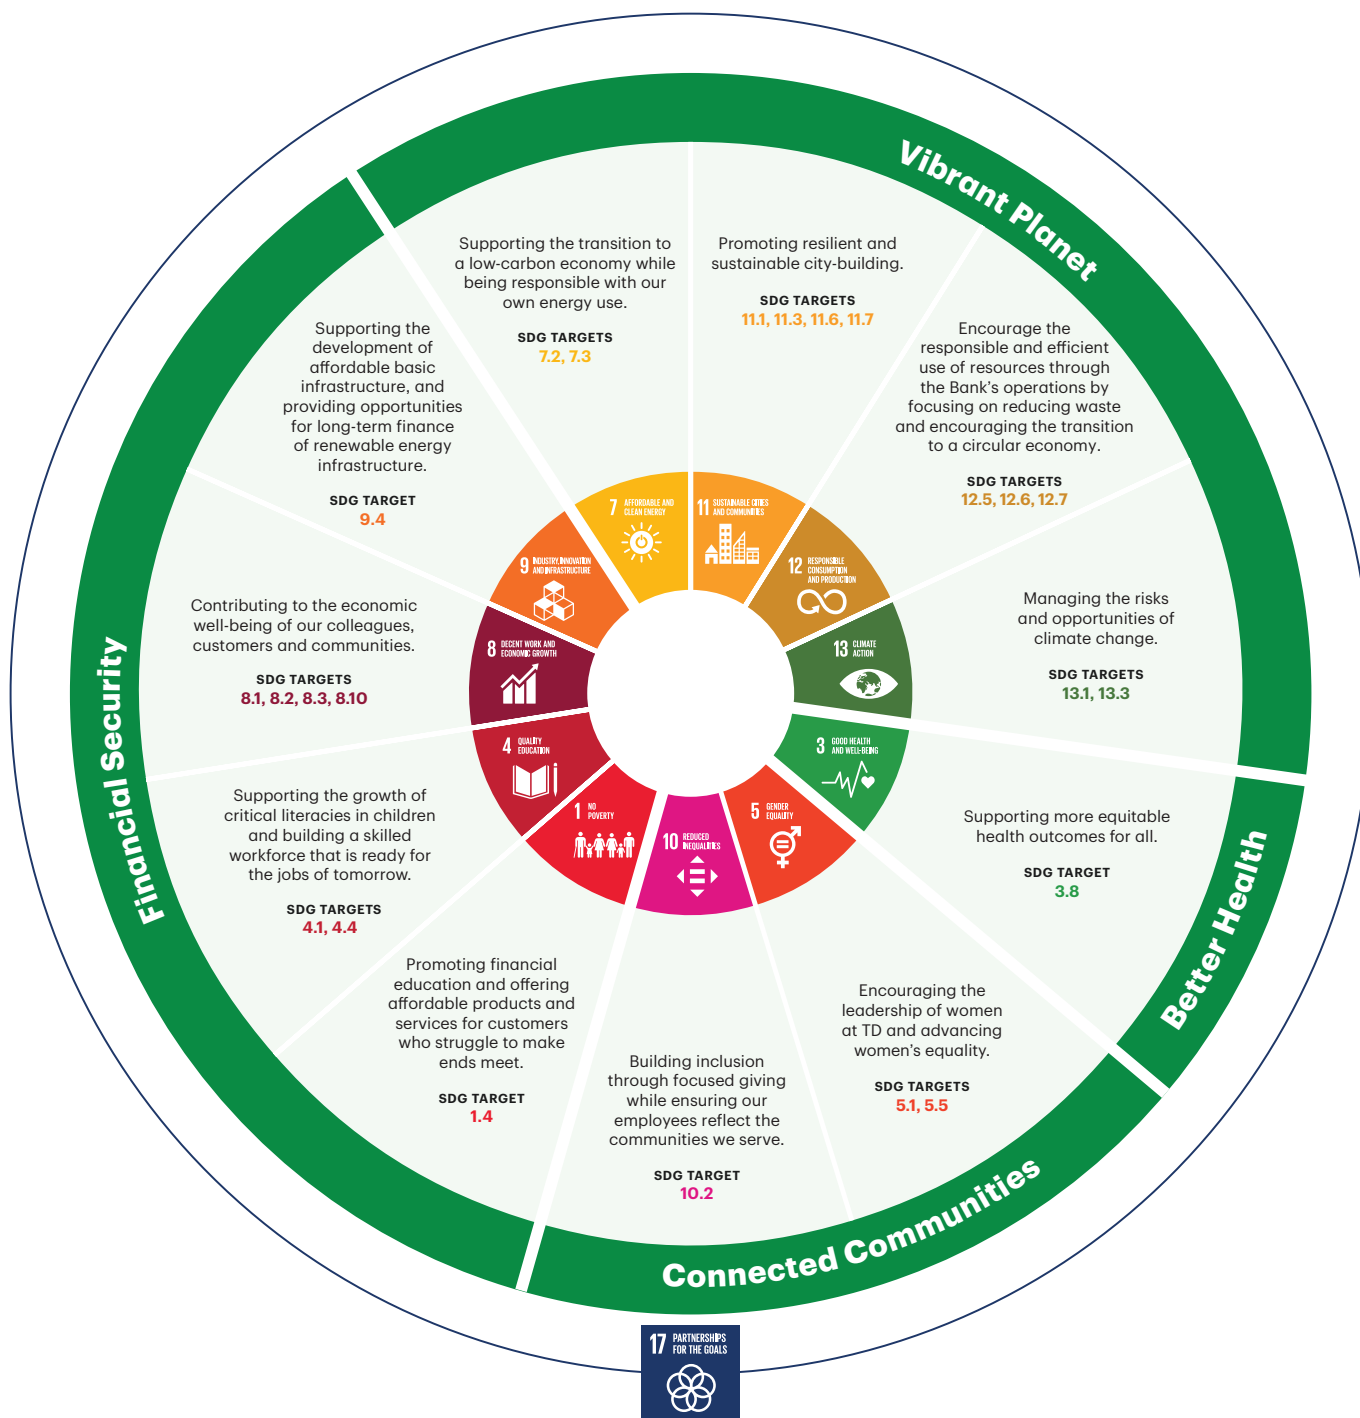 Vibrant Planet
Supporting the transition to
a low-carbon economy while
being responsible with our
own energy use.
SDG TARGETS
7.2, 7.3
Promoting resilient and
sustainable city-building.
SDG TARGETS
11.1, 11.3, 11.6, 11.7
Encourage the
responsible and efficient
use of resources through
the Bank's operations by
focusing on reducing waste
and encouraging the transition
to a circular economy.
SDG TARGETS
12.5, 12.6, 12.7
Managing the risks
and opportunities of
climate change.
SDG TARGETS
13.1, 13.3
Better Health
Supporting more equitable
health outcomes for all.
SDG TARGET
3.8
Connected Communities
Encouraging the
leadership of women
at TD and advancing
women's equality.
SDG TARGETS
5.1, 5.5
Building inclusion
through focused giving
while ensuring our
employees reflect the
communities we serve.
SDG TARGET
10.2
Financial Security
Promoting financial
education and offering
affordable products and
services for customers
who struggle to make
ends meet.
SDG TARGET
1.4
Supporting the growth of
critical literacies in children
and building a skilled
workforce that is ready for
the jobs of tomorrow.
SDG TARGETS
4.1, 4.4
Contributing to the economic
well-being of our colleagues,
customers and communities.
SDG TARGETS
8.1, 8.2, 8.3, 8.10
Supporting the
development of
affordable basic
infrastructure, and
providing opportunities
for long-term finance
of renewable energy
infrastructure.
SDG TARGET
9.4
7 AFFORDABLE AND
CLEAN ENERGY
11 SUSTAINABLE CITIES
AND COMMUNITIES
12 RESPONSIBLE
CONSUMPTION
AND PRODUCTION
13 CLIMATE
ACTION
3 GOOD HEALTH
AND WELL-BEING
5 GENDER
EQUALITY
10 REDUCED
INEQUALITIES
1 NO
POVERTY
4 QUALITY
EDUCATION
8 DECENT WORK AND
ECONOMIC GROWTH
9 INDUSTRY, INNOVATION
AND INFRASTRUCTURE
17 PARTNERSHIPS
FOR THE GOALS